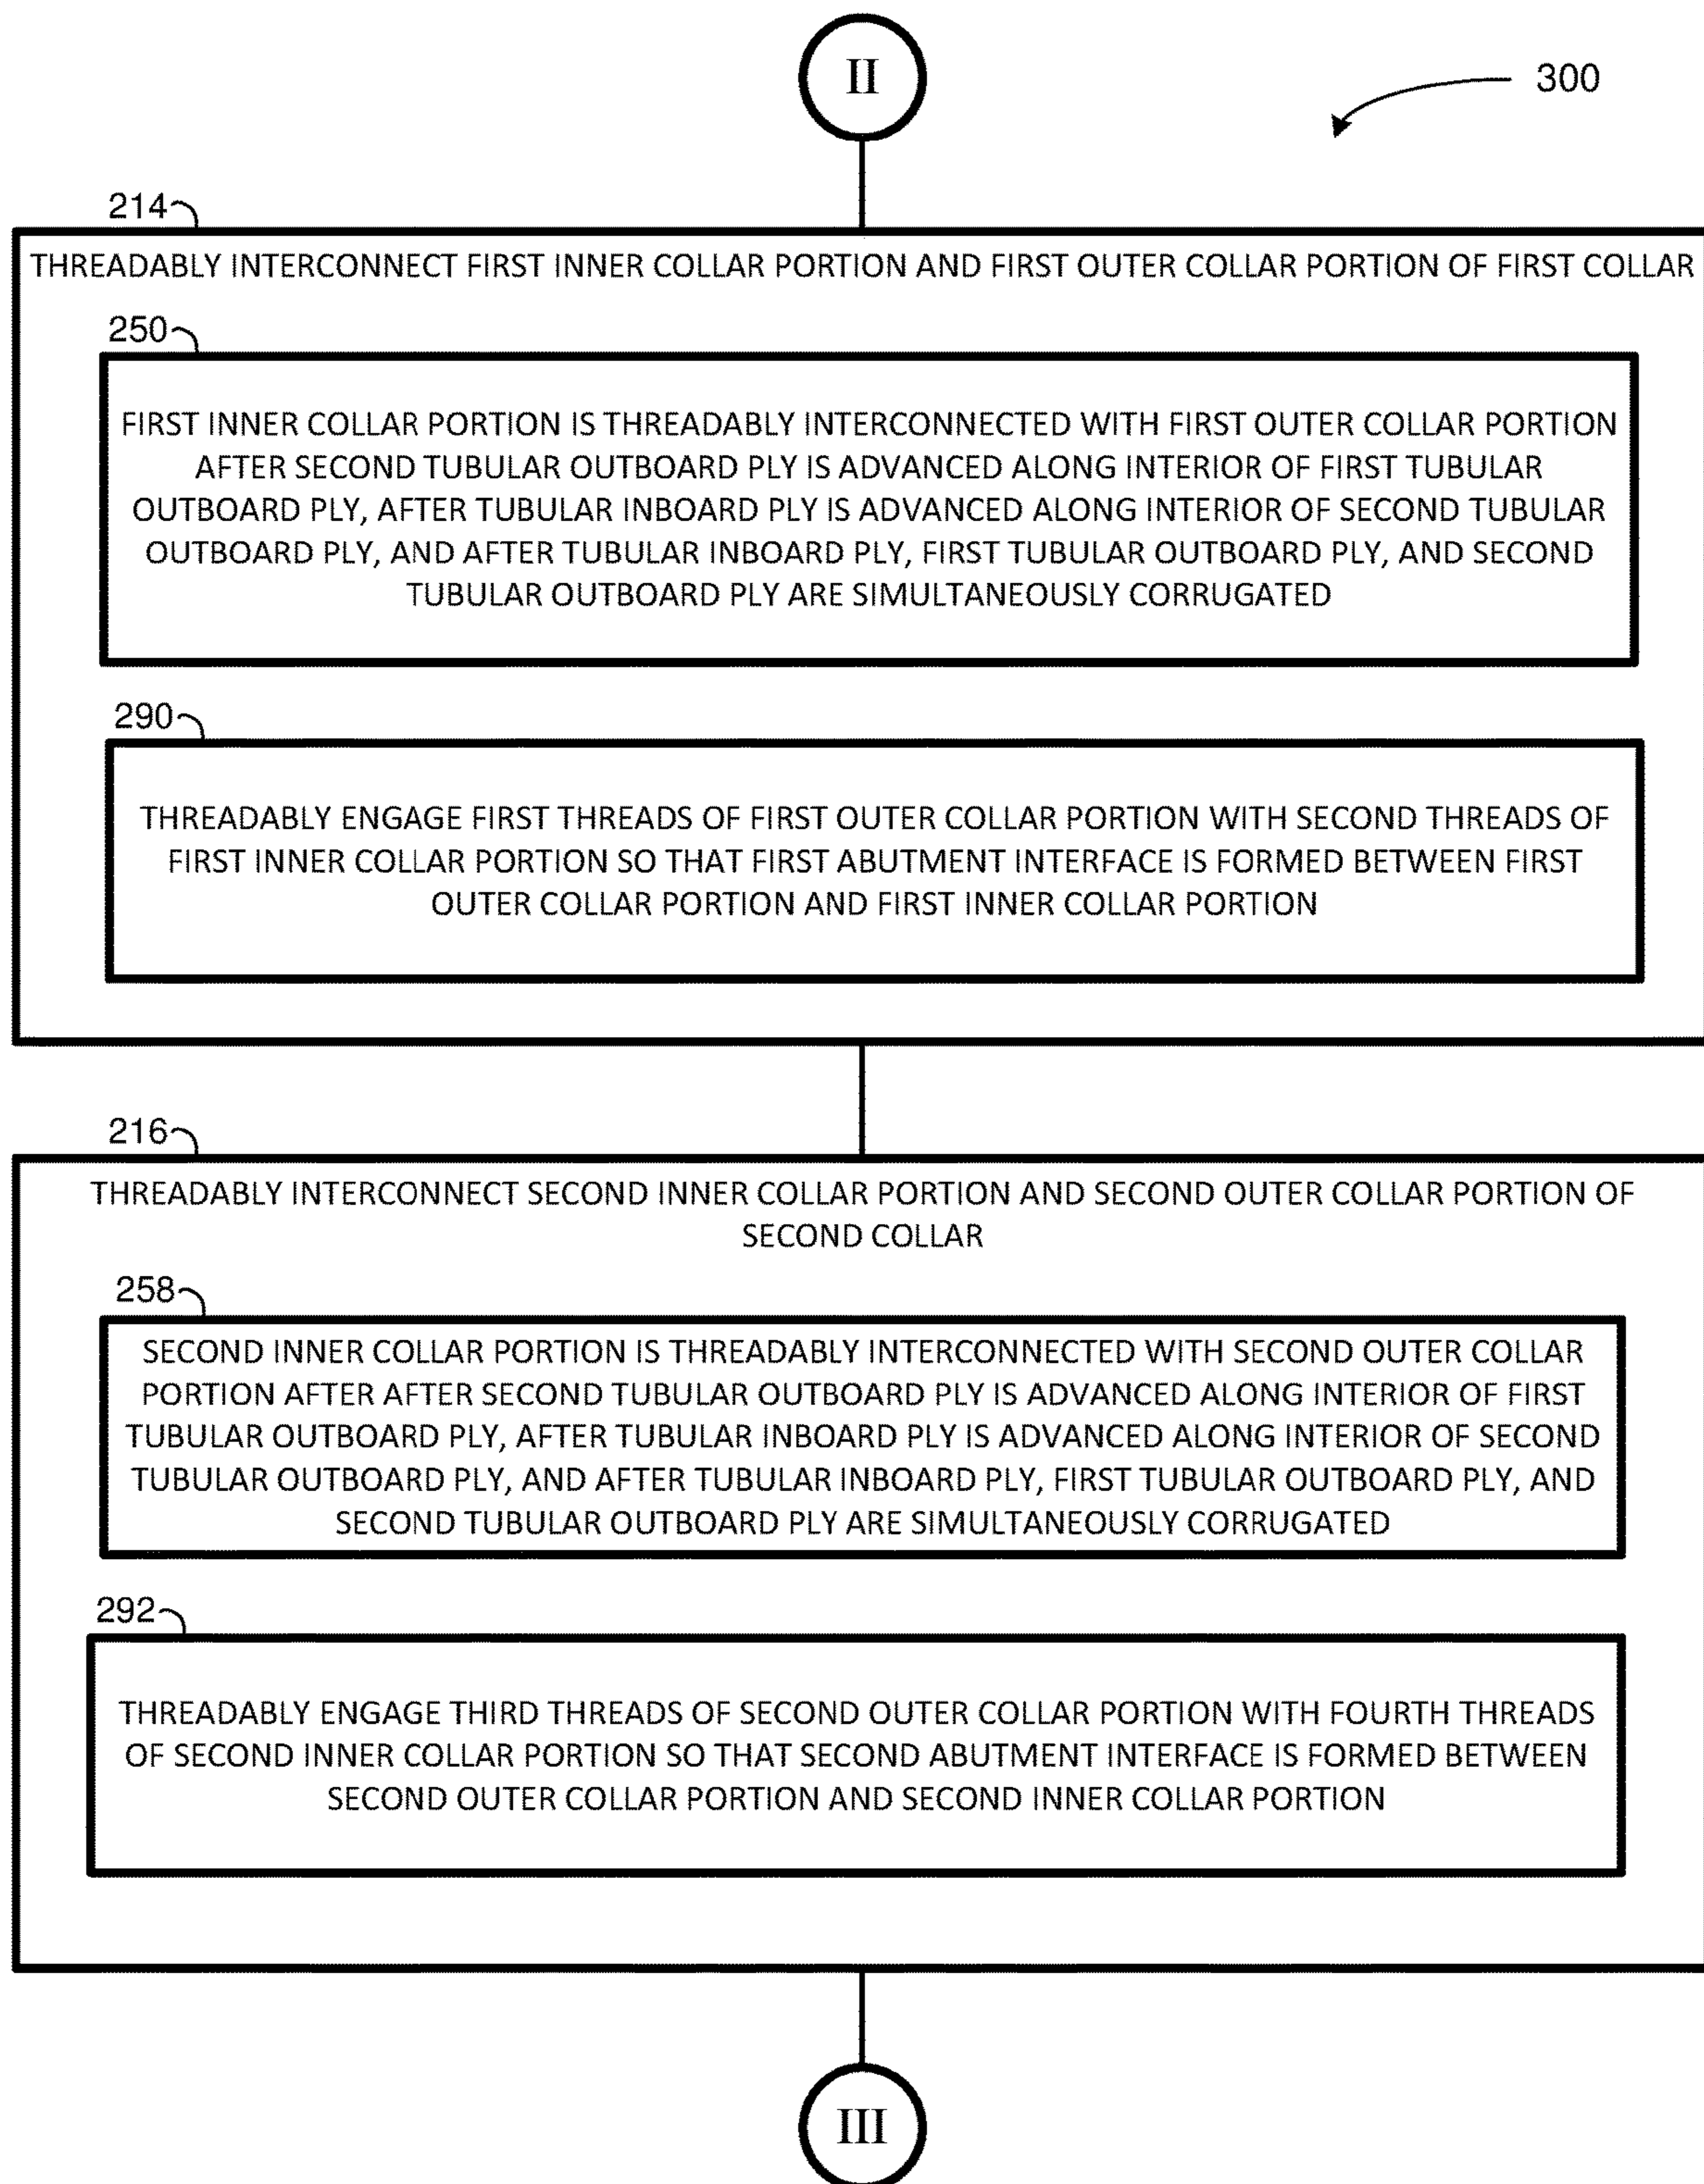 II
300
214
THREADABLY INTERCONNECT FIRST INNER COLLAR PORTION AND FIRST OUTER COLLAR PORTION OF FIRST COLLAR
250
FIRST INNER COLLAR PORTION IS THREADABLY INTERCONNECTED WITH FIRST OUTER COLLAR PORTION
AFTER SECOND TUBULAR OUTBOARD PLY IS ADVANCED ALONG INTERIOR OF FIRST TUBULAR
OUTBOARD PLY, AFTER TUBULAR INBOARD PLY IS ADVANCED ALONG INTERIOR OF SECOND TUBULAR
OUTBOARD PLY, AND AFTER TUBULAR INBOARD PLY, FIRST TUBULAR OUTBOARD PLY, AND SECOND
TUBULAR OUTBOARD PLY ARE SIMULTANEOUSLY CORRUGATED
290
THREADABLY ENGAGE FIRST THREADS OF FIRST OUTER COLLAR PORTION WITH SECOND THREADS OF
FIRST INNER COLLAR PORTION SO THAT FIRST ABUTMENT INTERFACE IS FORMED BETWEEN FIRST
OUTER COLLAR PORTION AND FIRST INNER COLLAR PORTION
216
THREADABLY INTERCONNECT SECOND INNER COLLAR PORTION AND SECOND OUTER COLLAR PORTION OF
SECOND COLLAR
258
SECOND INNER COLLAR PORTION IS THREADABLY INTERCONNECTED WITH SECOND OUTER COLLAR
PORTION AFTER AFTER SECOND TUBULAR OUTBOARD PLY IS ADVANCED ALONG INTERIOR OF FIRST
TUBULAR OUTBOARD PLY, AFTER TUBULAR INBOARD PLY IS ADVANCED ALONG INTERIOR OF SECOND
TUBULAR OUTBOARD PLY, AND AFTER TUBULAR INBOARD PLY, FIRST TUBULAR OUTBOARD PLY, AND
SECOND TUBULAR OUTBOARD PLY ARE SIMULTANEOUSLY CORRUGATED
292
THREADABLY ENGAGE THIRD THREADS OF SECOND OUTER COLLAR PORTION WITH FOURTH THREADS
OF SECOND INNER COLLAR PORTION SO THAT SECOND ABUTMENT INTERFACE IS FORMED BETWEEN
SECOND OUTER COLLAR PORTION AND SECOND INNER COLLAR PORTION
III